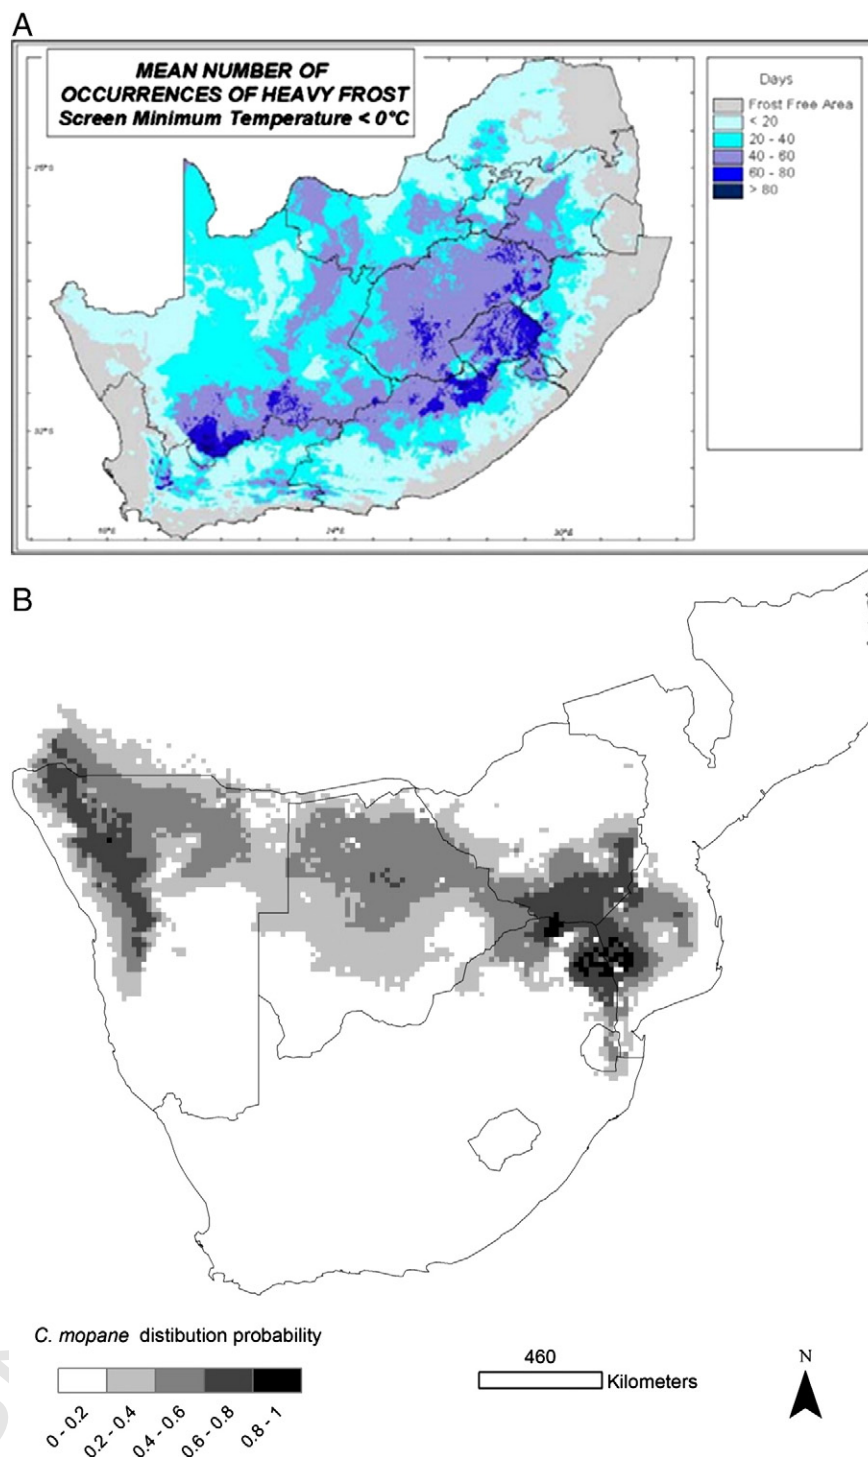 A
MEAN NUMBER OF
OCCURRENCES OF HEAVY FROST
Screen Minimum Temperature < 0°C
Days
Frost Free Area
< 20
20 - 40
40 - 60
60 - 80
> 80
24°E
30°E
B
C. mopane distibution probability
0 - 0.2
0.2 - 0.4
0.4 - 0.6
0.6 - 0.8
0.8 - 1
460
Kilometers
N